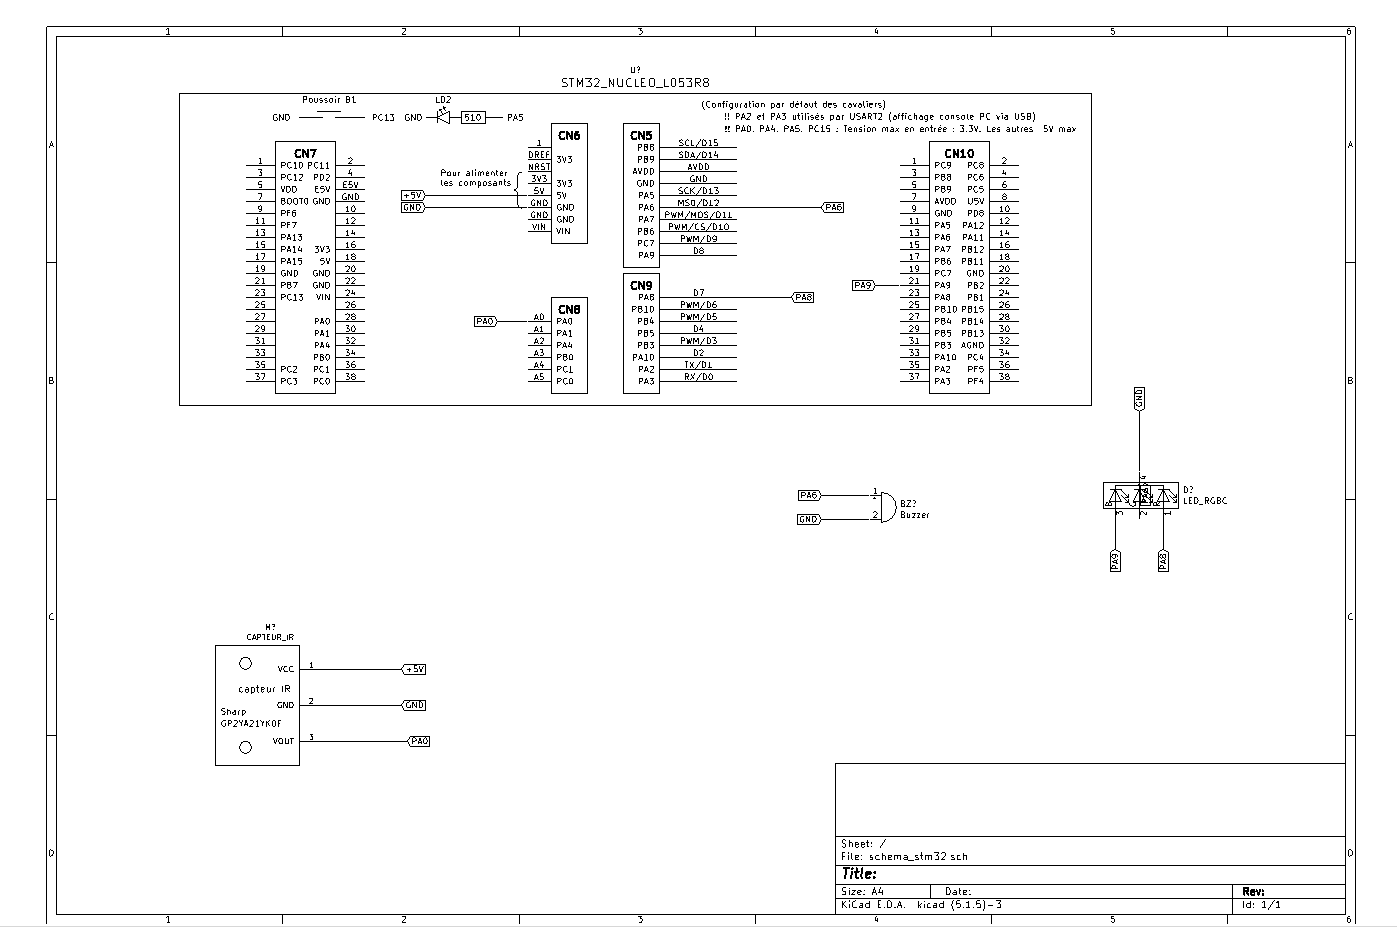 1 2 3 4 5 6
U?
STM32_NUCLEO_L053R8
Poussoir B1
GND PC13
LD2
GND 510 PA5
(Configuration par défaut des cavaliers)
!! PA2 et PA3 utilisés par USART2 (affichage console PC via USB)
!! PA0, PA4, PA5, PC15 : Tension max en entrée : 3.3V. Les autres 5V max
A A
CN7
1 PC10 PC11 2
3 PC12 PD2 4
5 VDD E5V E5V
7 BOOT0 GND GND
9 PF6 10
11 PF7 12
13 PA13 14
15 PA14 3V3 16
17 PA15 5V 18
19 GND GND 20
21 PB7 GND 22
23 PC13 VIN 24
25 26
27 PA0 28
29 PA1 30
31 PA4 32
33 PB0 34
35 PC2 PC1 36
37 PC3 PC0 38
Pour alimenter
les composants
+5V
GND
CN6
1
DREF 3V3
NRST
3V3 3V3
5V 5V
GND GND
GND GND
VIN VIN
CN5
PB8 SCL/D15
PB9 SDA/D14
AVDD AVDD
GND GND
PA5 SCK/D13
PA6 MSO/D12 PA6
PA7 PWM/MOS/D11
PB6 PWM/CS/D10
PC7 PWM/D9
PA9 D8
CN8
PA0 A0 PA0
A1 PA1
A2 PA4
A3 PB0
A4 PC1
A5 PC0
CN9
PA8 D7 PA8
PB10 PWM/D6
PB4 PWM/D5
PB5 D4
PB3 PWM/D3
PA10 D2
PA2 TX/D1
PA3 RX/D0
CN10
1 PC9 PC8 2
3 PB8 PC6 4
5 PB9 PC5 6
7 AVDD U5V 8
9 GND PD8 10
11 PA5 PA12 12
13 PA6 PA11 14
15 PA7 PB12 16
17 PB6 PB11 18
19 PC7 GND 20
PA9 21 PA9 PB2 22
23 PA8 PB1 24
25 PB10 PB15 26
27 PB4 PB14 28
29 PB5 PB13 30
31 PB3 AGND 32
33 PA10 PC4 34
35 PA2 PF5 36
37 PA3 PF4 38
B B
GND
4
D?
LED_RGBC
3 2 1
PA9 PA8
PA6 1
GND 2
BZ?
Buzzer
C C
M?
CAPTEUR_IR
VCC 1 +5V
capteur IR
GND 2 GND
Sharp
GP2YA21YK0F
VOUT 3 PA0
D D
Sheet: /
File: schema_stm32.sch
Title:
Size: A4 Date: Rev:
KiCad E.D.A. kicad (5.1.5)-3 Id: 1/1
1 2 3 4 5 6